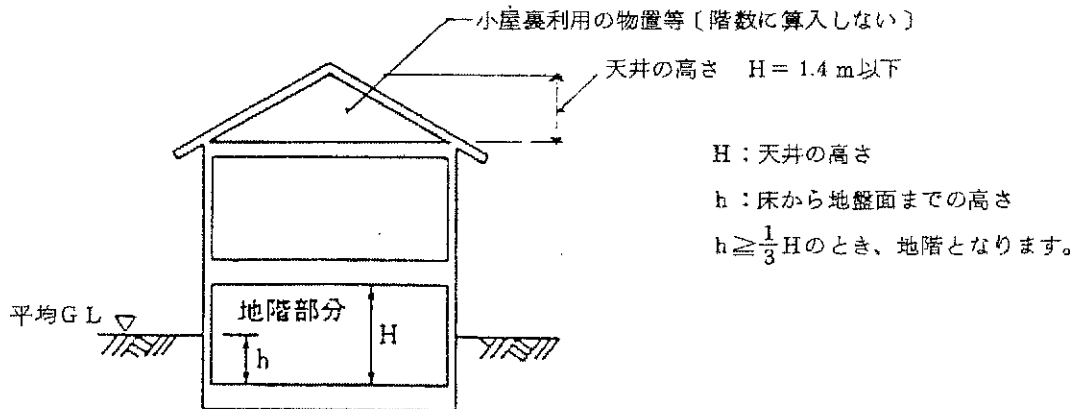 小屋裏利用の物置等〔階数に算入しない〕
天井の高さ H=1.4m以下
H:天井の高さ
h:床から地盤面までの高さ
h≧1/3Hのとき、地階となります。
平均GL
地階部分
H
h